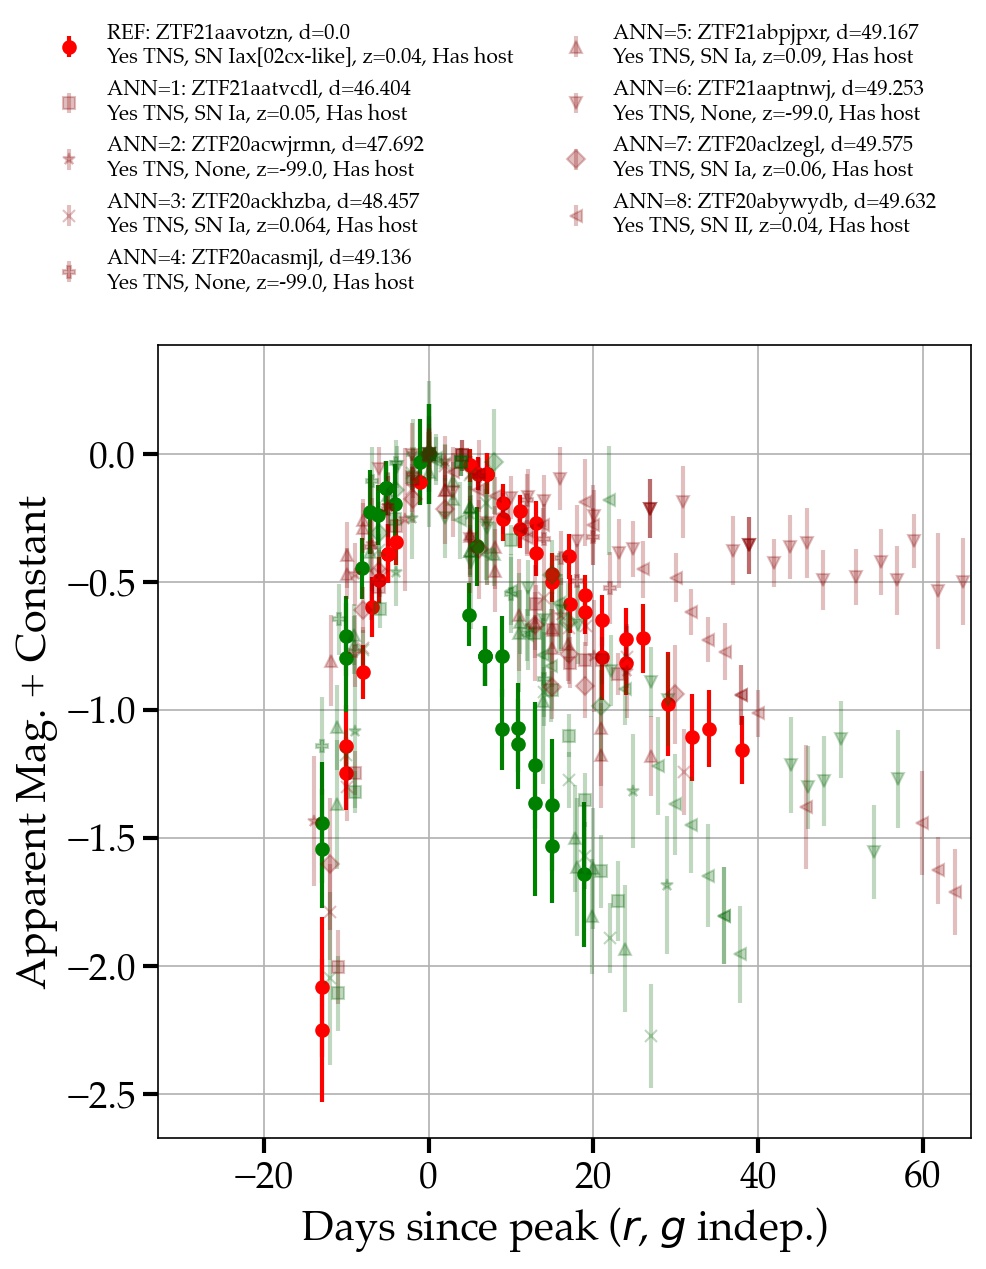 REF: ZTF21aavotzn, d=0.0
Yes TNS, SN Iax[02cx-like], z=0.04, Has host
ANN=1: ZTF21aatvcdl, d=46.404
Yes TNS, SN Ia, z=0.05, Has host
ANN=2: ZTF20acwjrmn, d=47.692
Yes TNS, None, z=-99.0, Has host
ANN=3: ZTF20ackhzba, d=48.457
Yes TNS, SN Ia, z=0.064, Has host
ANN=4: ZTF20acasmjl, d=49.136
Yes TNS, None, z=-99.0, Has host
ANN=5: ZTF21abpjpxr, d=49.167
Yes TNS, SN Ia, z=0.09, Has host
ANN=6: ZTF21aaptnwj, d=49.253
Yes TNS, None, z=-99.0, Has host
ANN=7: ZTF20aclzegl, d=49.575
Yes TNS, SN Ia, z=0.06, Has host
ANN=8: ZTF20abywydb, d=49.632
Yes TNS, SN II, z=0.04, Has host
Apparent Mag. + Constant
0.0
−0.5
−1.0
−1.5
−2.0
−2.5
−20
0
20
40
60
Days since peak (r, g indep.)